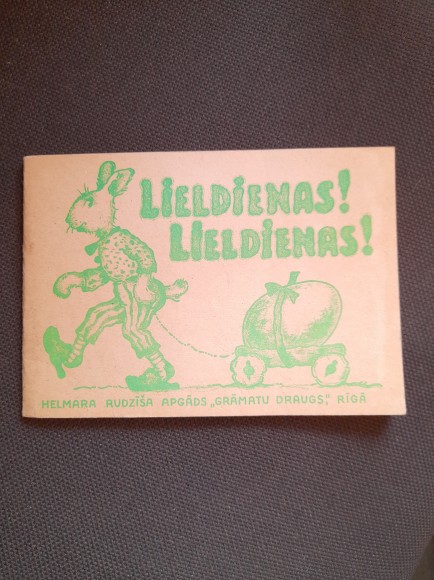 LIELDIENAS!
LIELDIENAS!
HELMARA RUDZĪŠA APGĀDS „GRĀMATU DRAUGS”, RĪGĀ